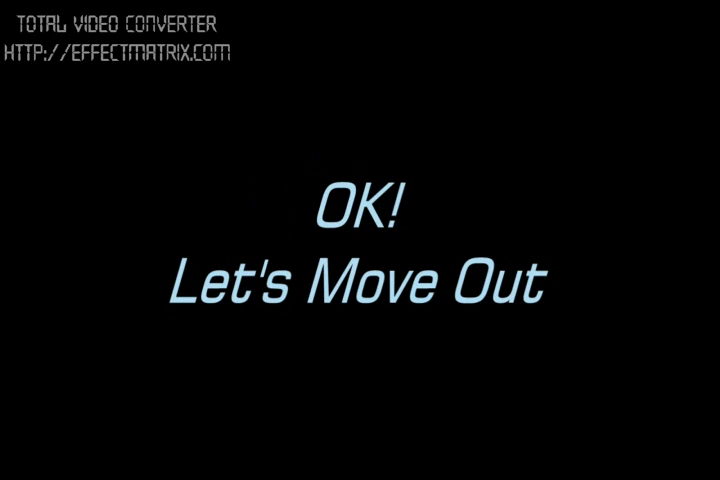 TOTAL VIDEO CONVERTER
HTTP://EFFECTMATRIX.COM
OK!
Let's Move Out